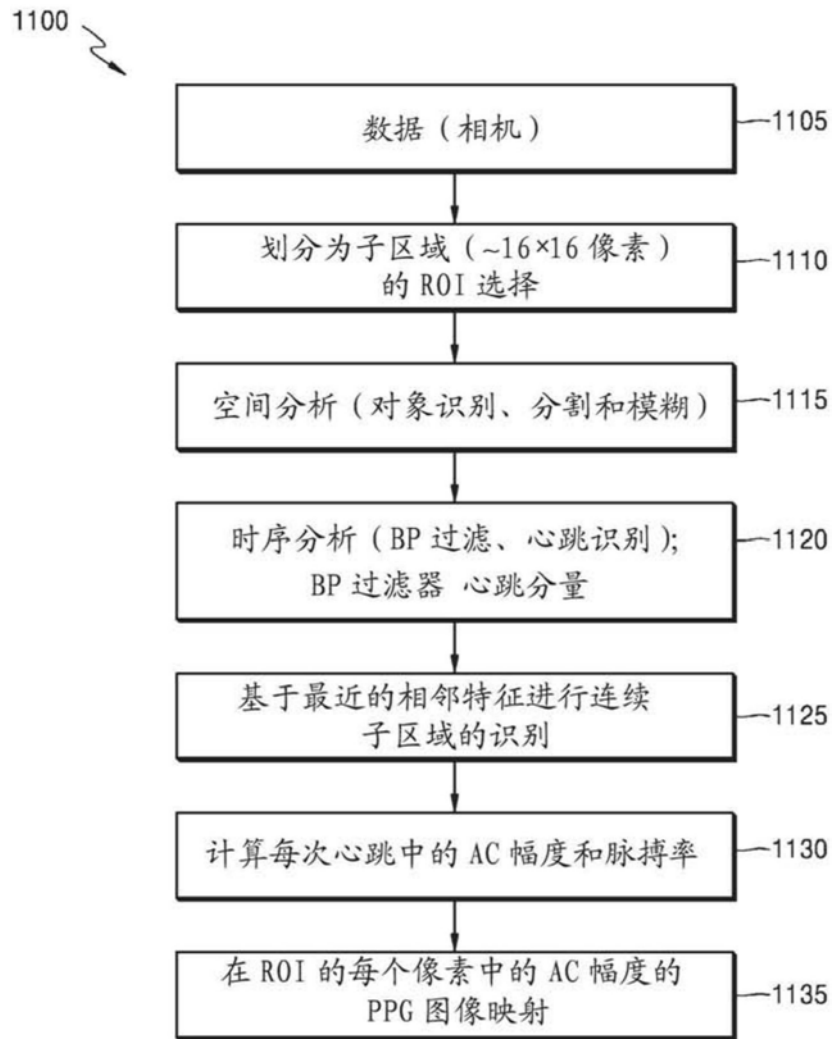 1100
数据（相机）
1105
划分为子区域（~16×16 像素）
的 ROI 选择
1110
空间分析（对象识别、分割和模糊）
1115
时序分析（BP 过滤、心跳识别）;
BP 过滤器 心跳分量
1120
基于最近的相邻特征进行连续
子区域的识别
1125
计算每次心跳中的 AC 幅度和脉搏率
1130
在 ROI 的每个像素中的 AC 幅度的
PPG 图像映射
1135